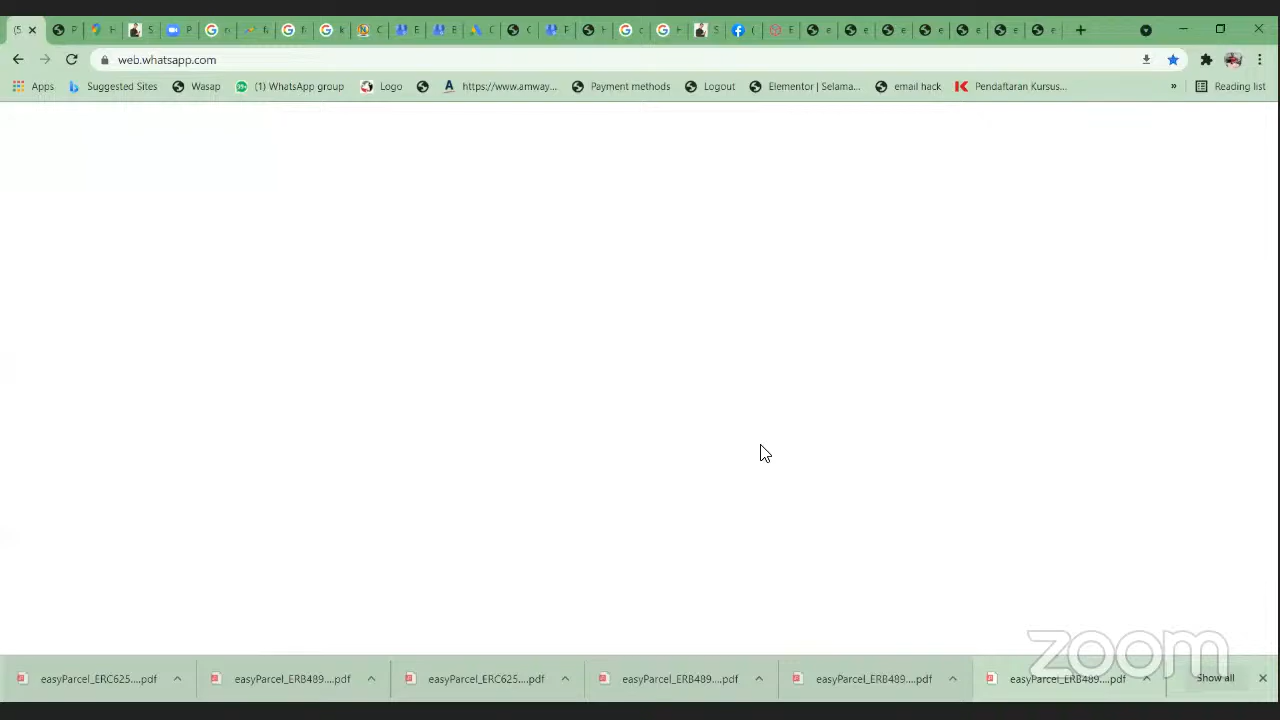 (5
web.whatsapp.com
Apps Suggested Sites Wasap (1) WhatsApp group Logo https://www.amway... Payment methods Logout Elementor | Selama... email hack Pendaftaran Kursus... » Reading list
zoom
easyParcel_ERC625....pdf easyParcel_ERB489....pdf easyParcel_ERC625....pdf easyParcel_ERB489....pdf easyParcel_ERB489....pdf easyParcel_ERB489....pdf Show all